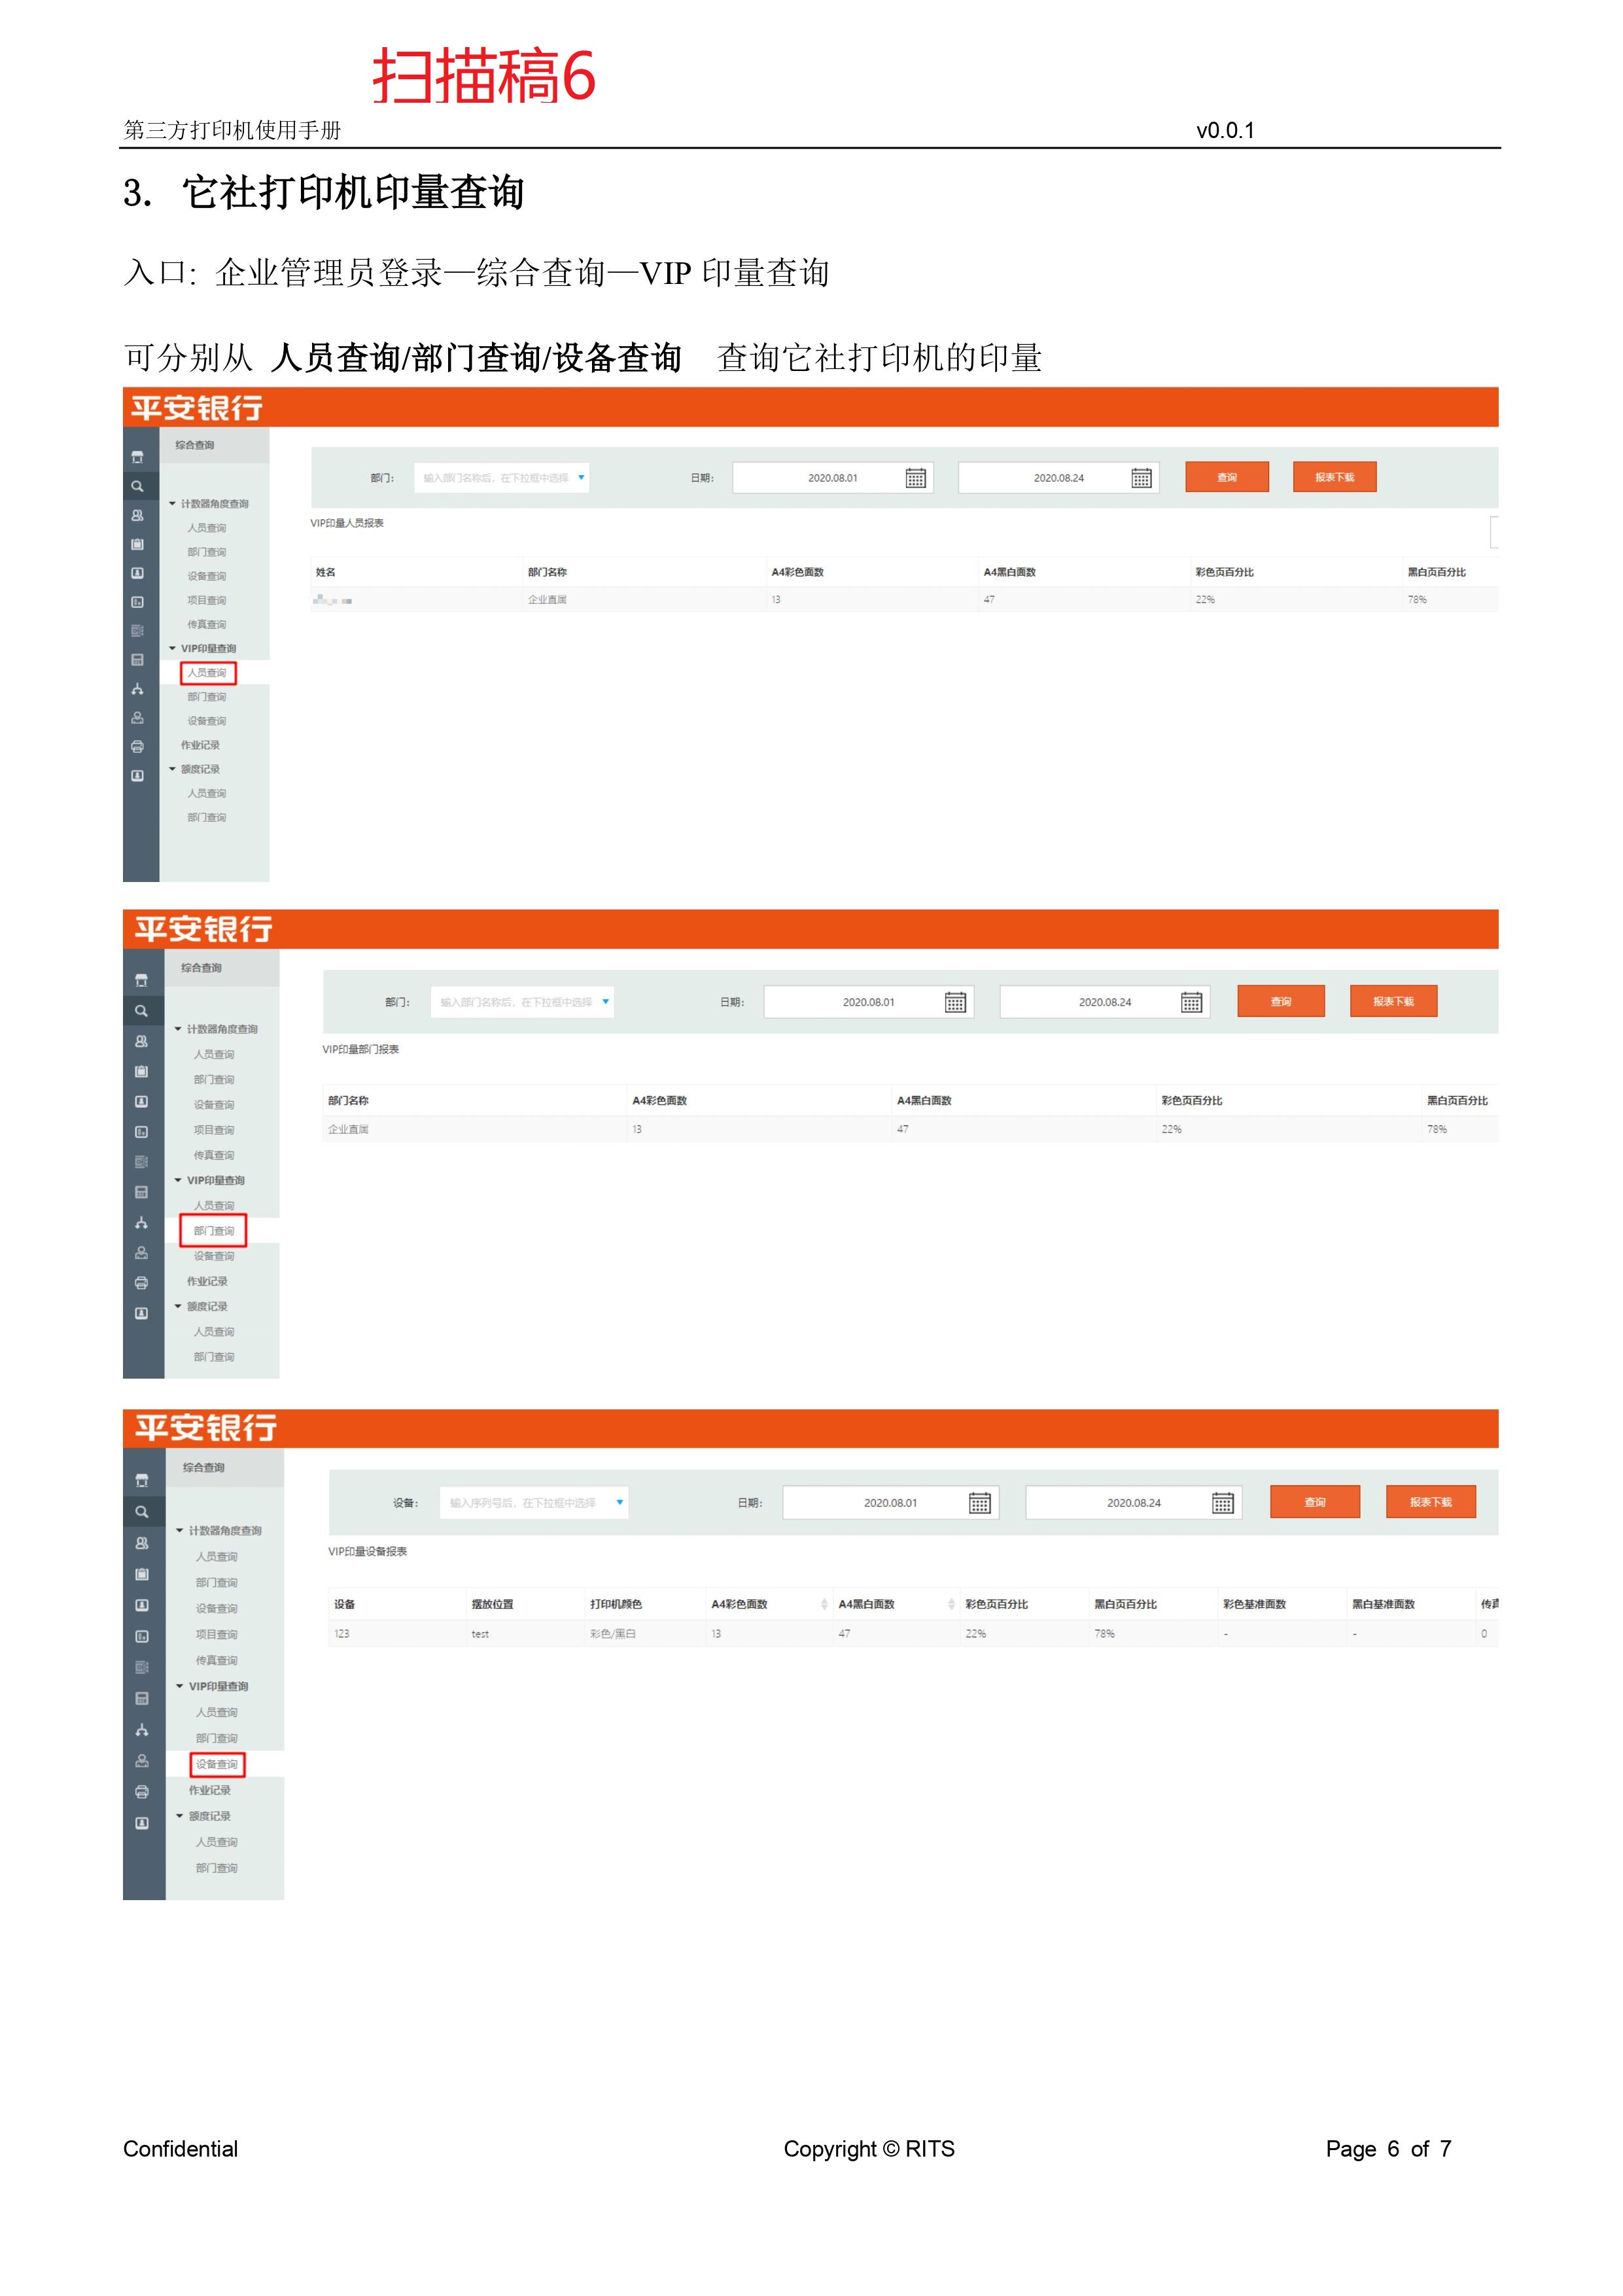 扫描稿6
第三方打印机使用手册 v0.0.1
3. 它社打印机印量查询
入口: 企业管理员登录—综合查询—VIP 印量查询
可分别从 人员查询/部门查询/设备查询 查询它社打印机的印量
平安银行
综合查询
计数器角度查询
人员查询
部门查询
设备查询
项目查询
传真查询
VIP印量查询
人员查询
部门查询
设备查询
作业记录
额度记录
人员查询
部门查询
部门: 输入部门名称后，在下拉框中选择 日期: 2020.08.01 2020.08.24 查询 报表下载
VIP印量人员报表
姓名 部门名称 A4彩色面数 A4黑白面数 彩色页百分比 黑白页百分比
企业直属 13 47 22% 78%
平安银行
综合查询
计数器角度查询
人员查询
部门查询
设备查询
项目查询
传真查询
VIP印量查询
人员查询
部门查询
设备查询
作业记录
额度记录
人员查询
部门查询
部门: 输入部门名称后，在下拉框中选择 日期: 2020.08.01 2020.08.24 查询 报表下载
VIP印量部门报表
部门名称 A4彩色面数 A4黑白面数 彩色页百分比 黑白页百分比
企业直属 13 47 22% 78%
平安银行
综合查询
计数器角度查询
人员查询
部门查询
设备查询
项目查询
传真查询
VIP印量查询
人员查询
部门查询
设备查询
作业记录
额度记录
人员查询
部门查询
设备: 输入序列号后，在下拉框中选择 日期: 2020.08.01 2020.08.24 查询 报表下载
VIP印量设备报表
设备 摆放位置 打印机颜色 A4彩色面数 A4黑白面数 彩色页百分比 黑白页百分比 彩色基准面数 黑白基准面数 传真
123 test 彩色/黑白 13 47 22% 78% - - 0
Confidential Copyright © RITS Page 6 of 7